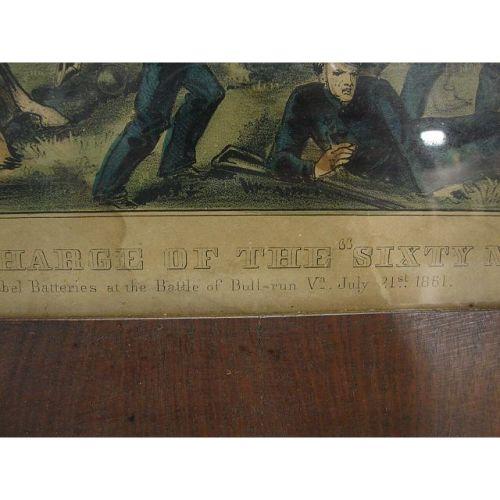 HARGE OF THE "SIXTY N
bel Batteries at the Battle of Bull-run Vª. July 21st 1861.